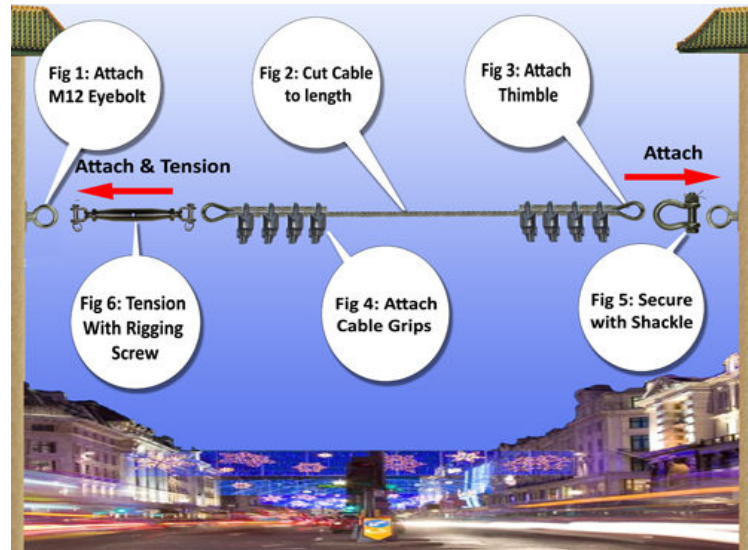 Fig 1: Attach
M12 Eyebolt
Fig 2: Cut Cable
to length
Fig 3: Attach
Thimble
Attach & Tension
Attach
Fig 6: Tension
With Rigging
Screw
Fig 4: Attach
Cable Grips
Fig 5: Secure
with Shackle